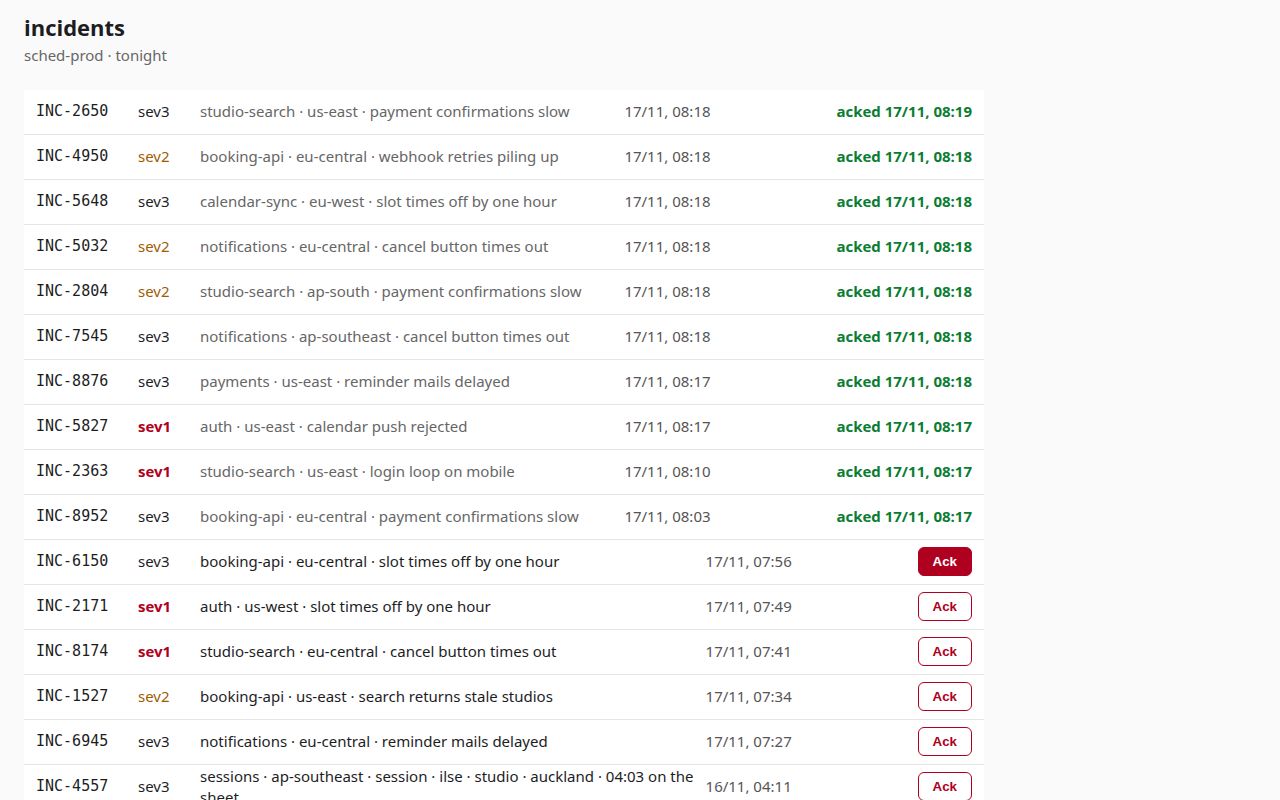 incidents
sched-prod · tonight
INC-2650 sev3 studio-search · us-east · payment confirmations slow 17/11, 08:18 acked 17/11, 08:19
INC-4950 sev2 booking-api · eu-central · webhook retries piling up 17/11, 08:18 acked 17/11, 08:18
INC-5648 sev3 calendar-sync · eu-west · slot times off by one hour 17/11, 08:18 acked 17/11, 08:18
INC-5032 sev2 notifications · eu-central · cancel button times out 17/11, 08:18 acked 17/11, 08:18
INC-2804 sev2 studio-search · ap-south · payment confirmations slow 17/11, 08:18 acked 17/11, 08:18
INC-7545 sev3 notifications · ap-southeast · cancel button times out 17/11, 08:18 acked 17/11, 08:18
INC-8876 sev3 payments · us-east · reminder mails delayed 17/11, 08:17 acked 17/11, 08:18
INC-5827 sev1 auth · us-east · calendar push rejected 17/11, 08:17 acked 17/11, 08:17
INC-2363 sev1 studio-search · us-east · login loop on mobile 17/11, 08:10 acked 17/11, 08:17
INC-8952 sev3 booking-api · eu-central · payment confirmations slow 17/11, 08:03 acked 17/11, 08:17
INC-6150 sev3 booking-api · eu-central · slot times off by one hour 17/11, 07:56 Ack
INC-2171 sev1 auth · us-west · slot times off by one hour 17/11, 07:49 Ack
INC-8174 sev1 studio-search · eu-central · cancel button times out 17/11, 07:41 Ack
INC-1527 sev2 booking-api · us-east · search returns stale studios 17/11, 07:34 Ack
INC-6945 sev3 notifications · eu-central · reminder mails delayed 17/11, 07:27 Ack
INC-4557 sev3 sessions · ap-southeast · session · ilse · studio · auckland · 04:03 on the 16/11, 04:11 Ack
sheet